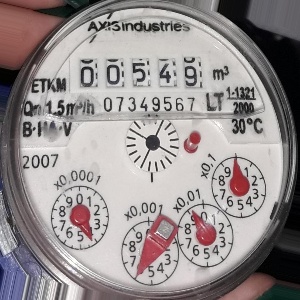 AXISindustries
00549 m³
ETKM
Qn 1.5 m³/h 07349567 LT 1-1321 2000
B·H A·V 30°C
2007
x0,0001
x0,001
x0,01
x0,1